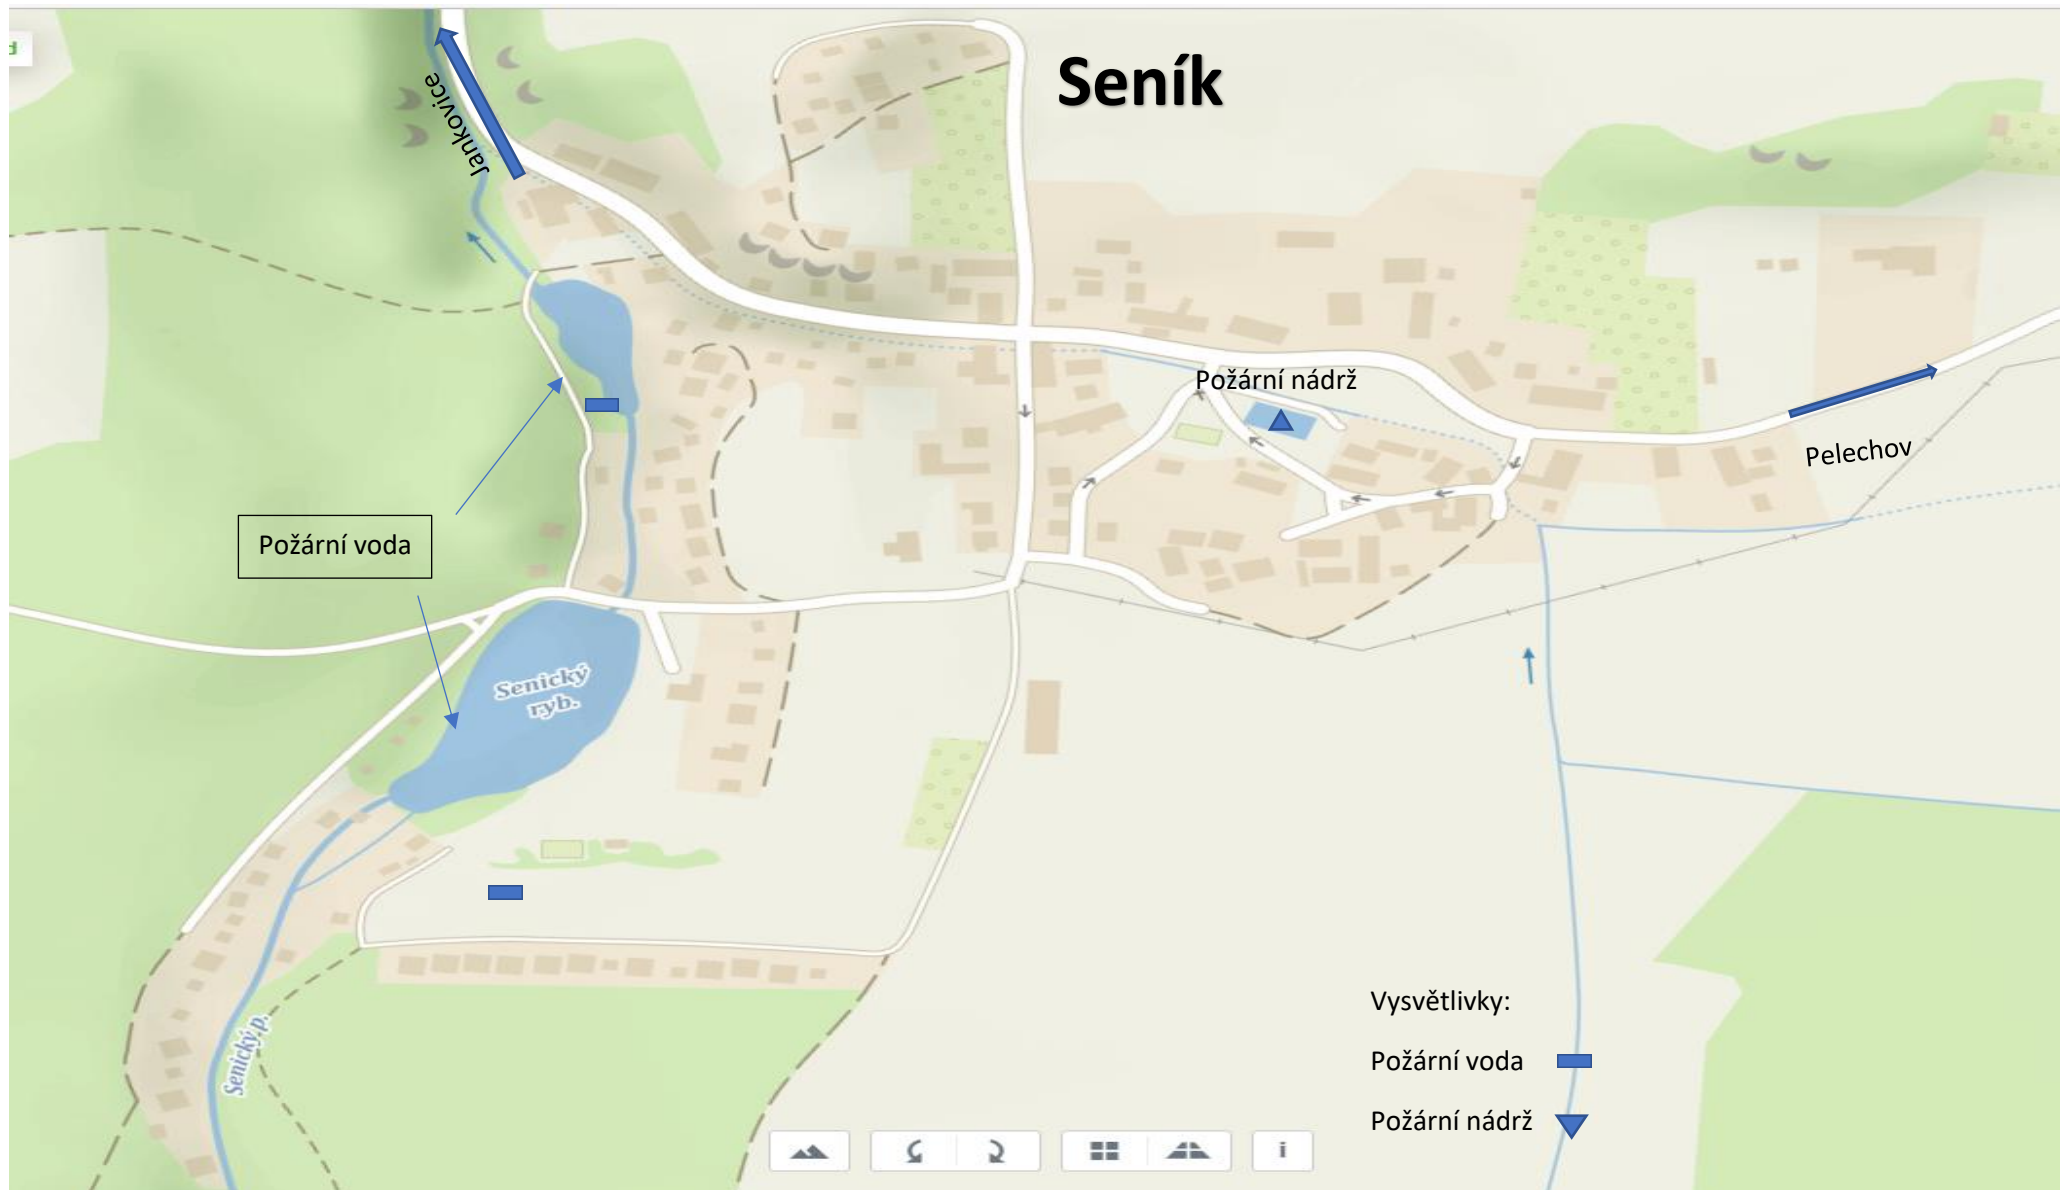 Seník
Jankovice
Požární nádrž
Pelechov
Požární voda
Senický
ryb.
Vysvětlivky:
Senický p.
Požární voda
Požární nádrž
i